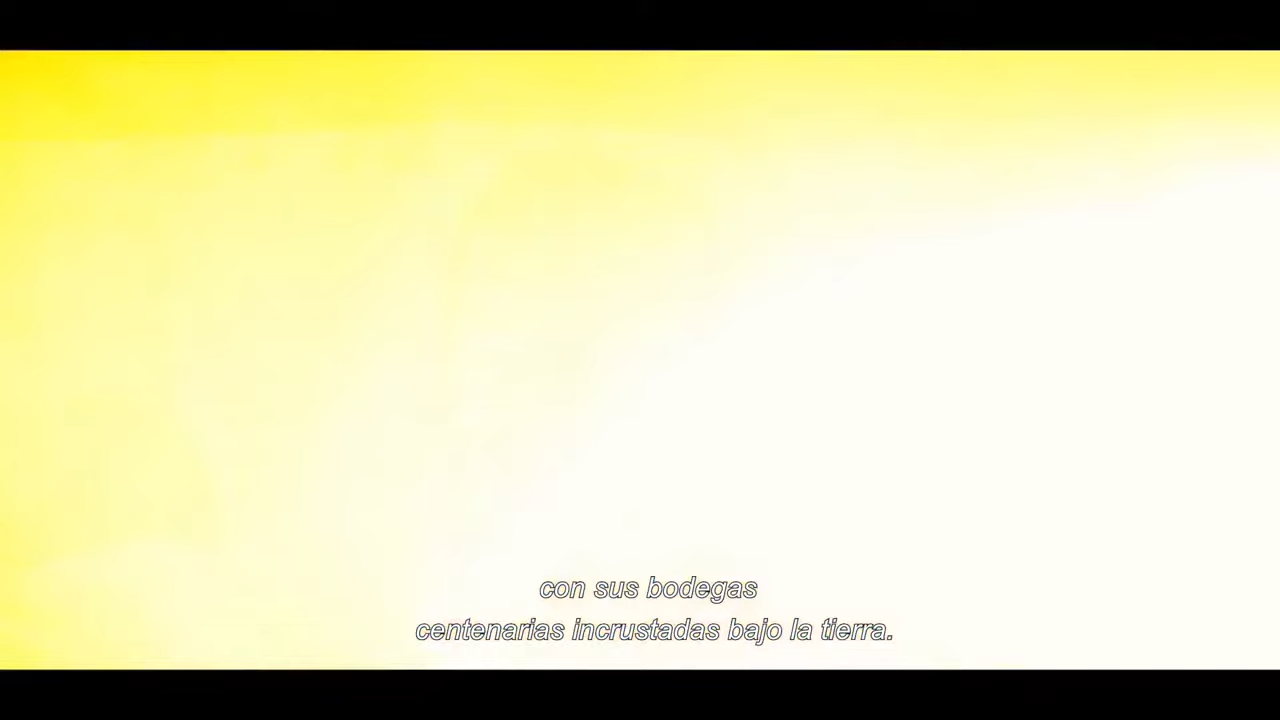 con sus bodegas
centenarias incrustadas bajo la tierra.